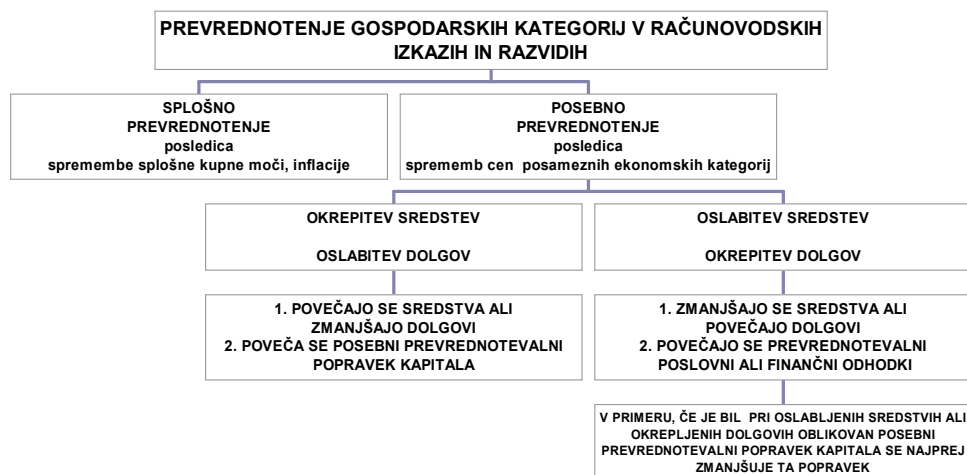 PREVREDNOTENJE GOSPODARSKIH KATEGORIJ V RAČUNOVODSKIH
IZKAZIH IN RAZVIDIH
SPLOŠNO
PREVREDNOTENJE
posledica
spremembe splošne kupne moči, inflacije
POSEBNO
PREVREDNOTENJE
posledica
sprememb cen posameznih ekonomskih kategorij
OKREPITEV SREDSTEV
OSLABITEV DOLGOV
OSLABITEV SREDSTEV
OKREPITEV DOLGOV
1. POVEČAJO SE SREDSTVA ALI
ZMANJŠAJO DOLGOVI
2. POVEČA SE POSEBNI PREVREDNOTEVALNI
POPRAVEK KAPITALA
1. ZMANJŠAJO SE SREDSTVA ALI
POVEČAJO DOLGOVI
2. POVEČAJO SE PREVREDNOTEVALNI
POSLOVNI ALI FINANČNI ODHODKI
V PRIMERU, ČE JE BIL PRI OSLABLJENIH SREDSTVIH ALI
OKREPLJENIH DOLGOVIH OBLIKOVAN POSEBNI
PREVREDNOTEVALNI POPRAVEK KAPITALA SE NAJPREJ
ZMANJŠUJE TA POPRAVEK